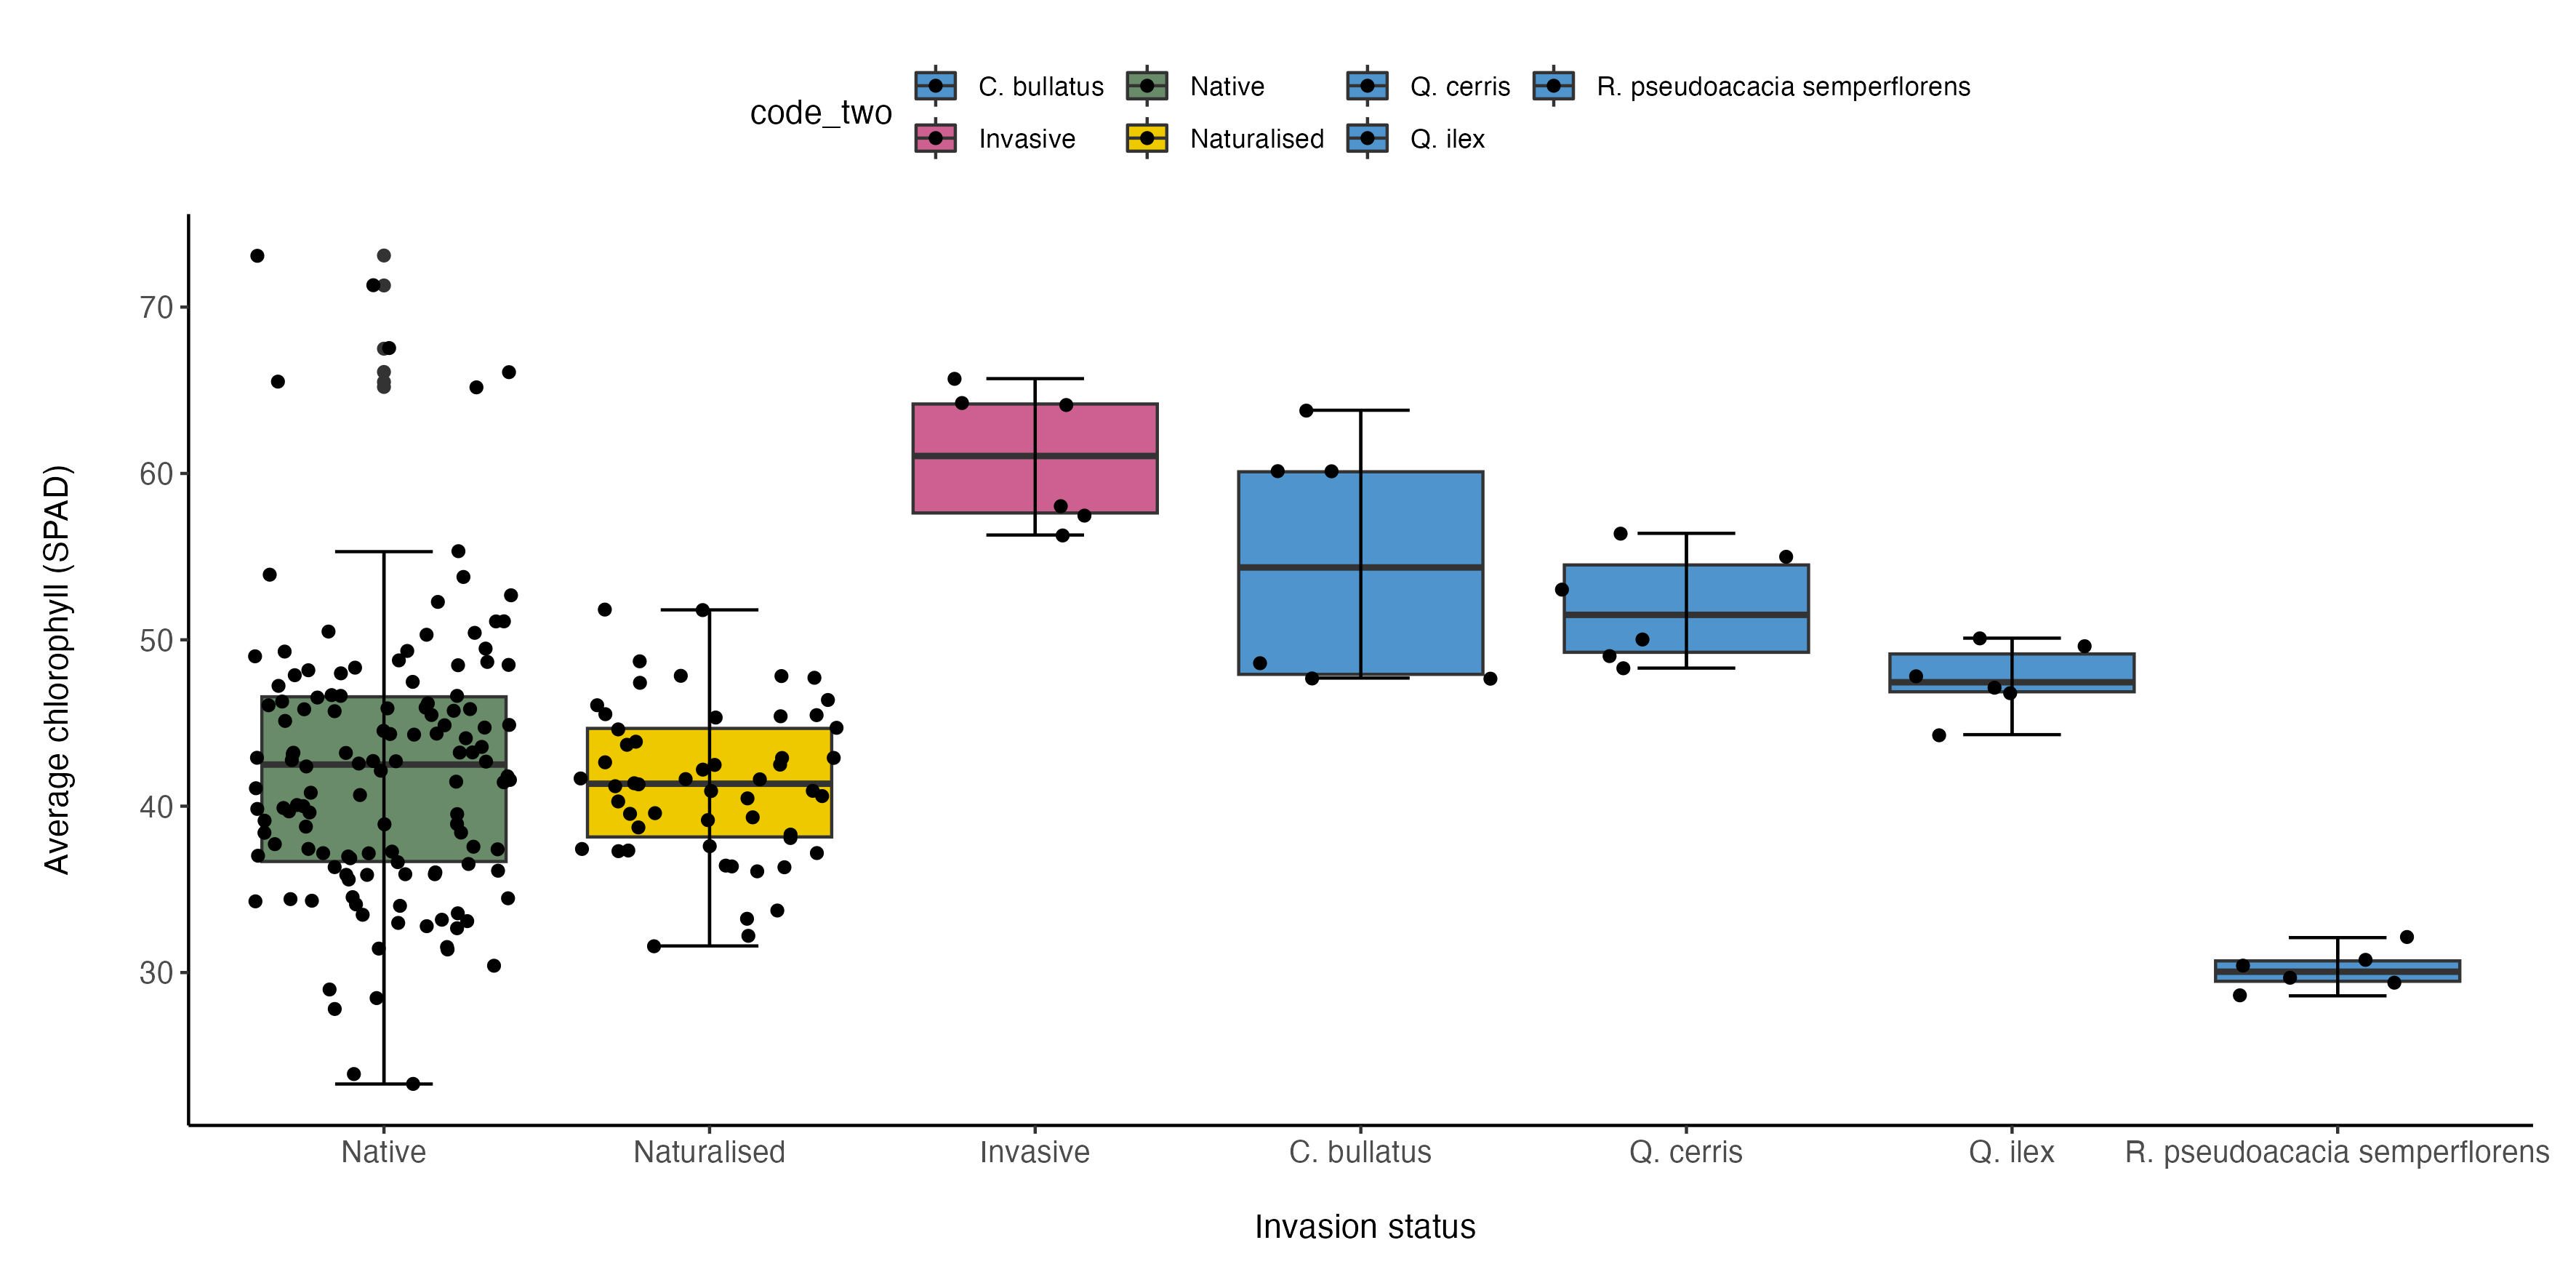 code_two
C. bullatus Native Q. cerris R. pseudoacacia semperflorens
Invasive Naturalised Q. ilex
Average chlorophyll (SPAD)
70
60
50
40
30
Native Naturalised Invasive C. bullatus Q. cerris Q. ilex R. pseudoacacia semperflorens
Invasion status